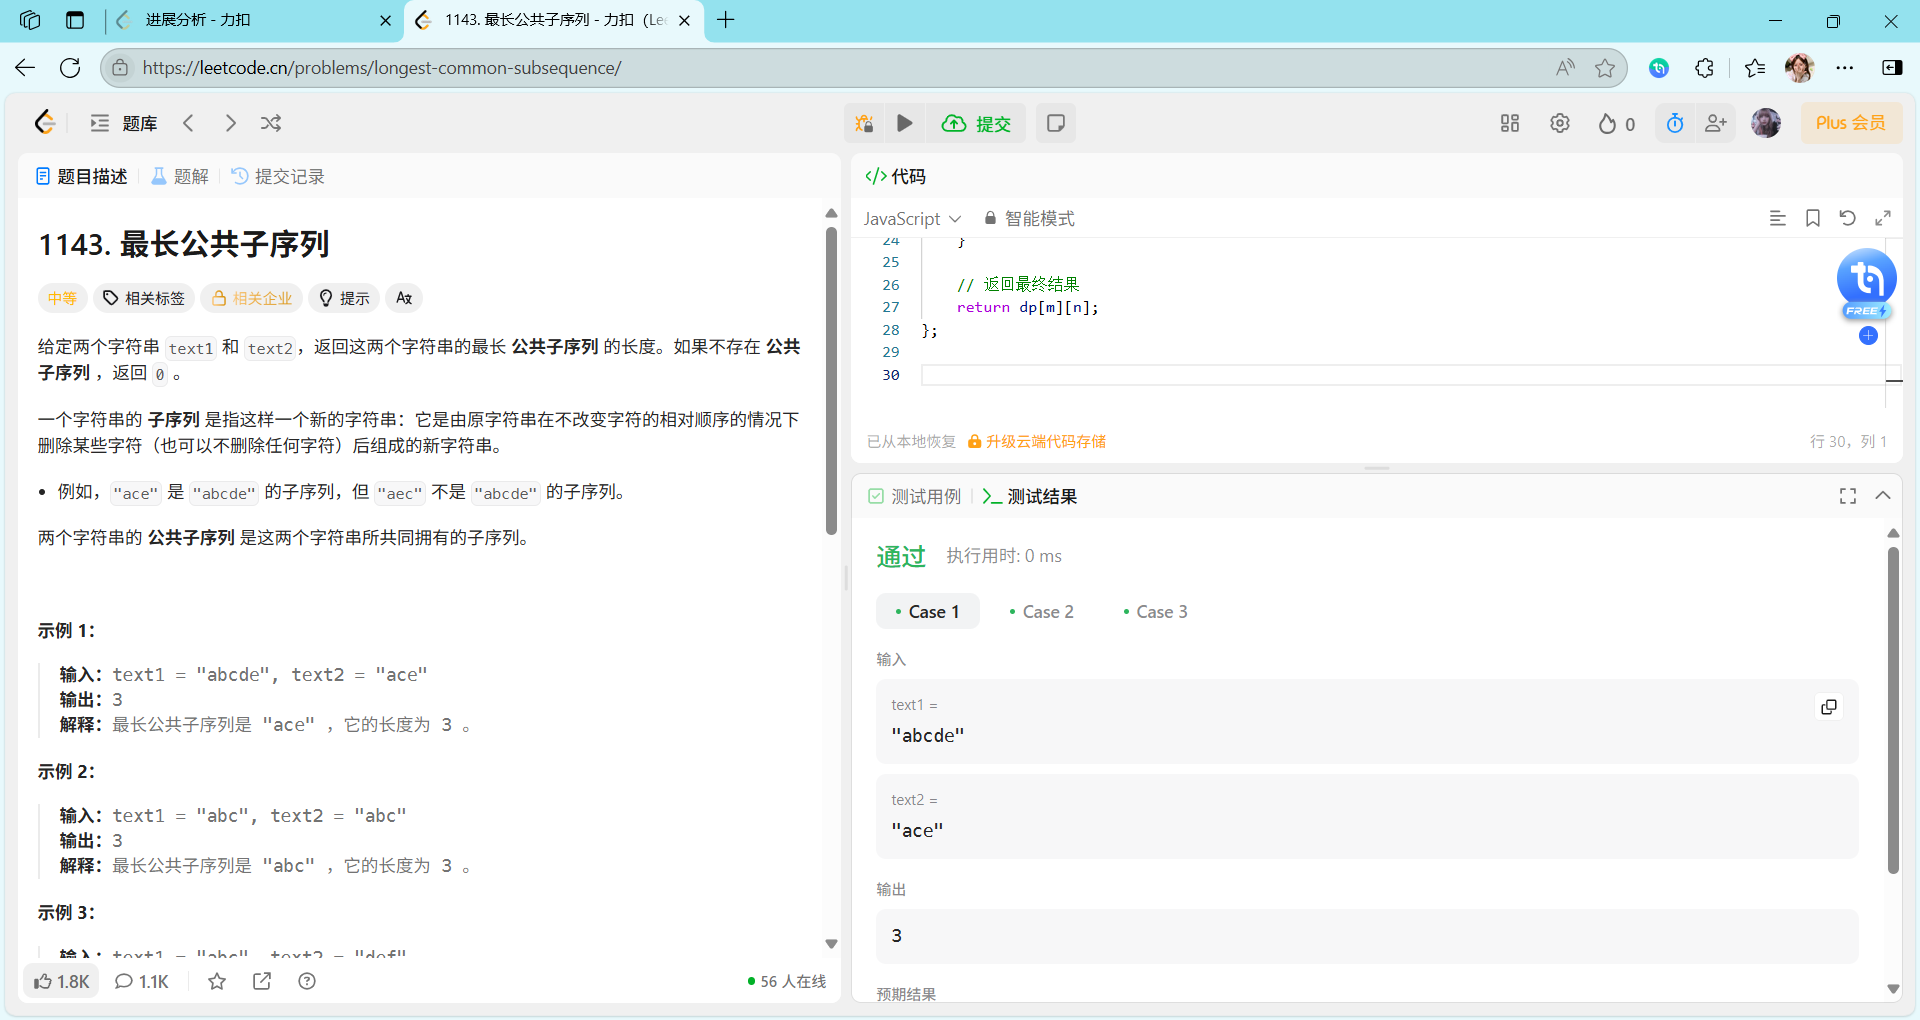 进展分析 - 力扣
1143. 最长公共子序列 - 力扣 (Lee
https://leetcode.cn/problems/longest-common-subsequence/
题库
提交
0
Plus 会员
题目描述
题解
提交记录
1143. 最长公共子序列
中等
相关标签
相关企业
提示
给定两个字符串 text1 和 text2，返回这两个字符串的最长 公共子序列 的长度。如果不存在 公共
子序列 ，返回 0 。
一个字符串的 子序列 是指这样一个新的字符串：它是由原字符串在不改变字符的相对顺序的情况下
删除某些字符（也可以不删除任何字符）后组成的新字符串。
• 例如，"ace" 是 "abcde" 的子序列，但 "aec" 不是 "abcde" 的子序列。
两个字符串的 公共子序列 是这两个字符串所共同拥有的子序列。
示例 1：
输入：text1 = "abcde", text2 = "ace"
输出：3
解释：最长公共子序列是 "ace" ，它的长度为 3 。
示例 2：
输入：text1 = "abc", text2 = "abc"
输出：3
解释：最长公共子序列是 "abc" ，它的长度为 3 。
示例 3：
输入：text1 = "abc", text2 = "def"
1.8K
1.1K
56 人在线
</> 代码
JavaScript
智能模式
24 }
25
26 // 返回最终结果
27 return dp[m][n];
28 };
29
30
FREE
已从本地恢复
升级云端代码存储
行 30，列 1
测试用例
测试结果
通过
执行用时: 0 ms
• Case 1
• Case 2
• Case 3
输入
text1 =
"abcde"
text2 =
"ace"
输出
3
预期结果